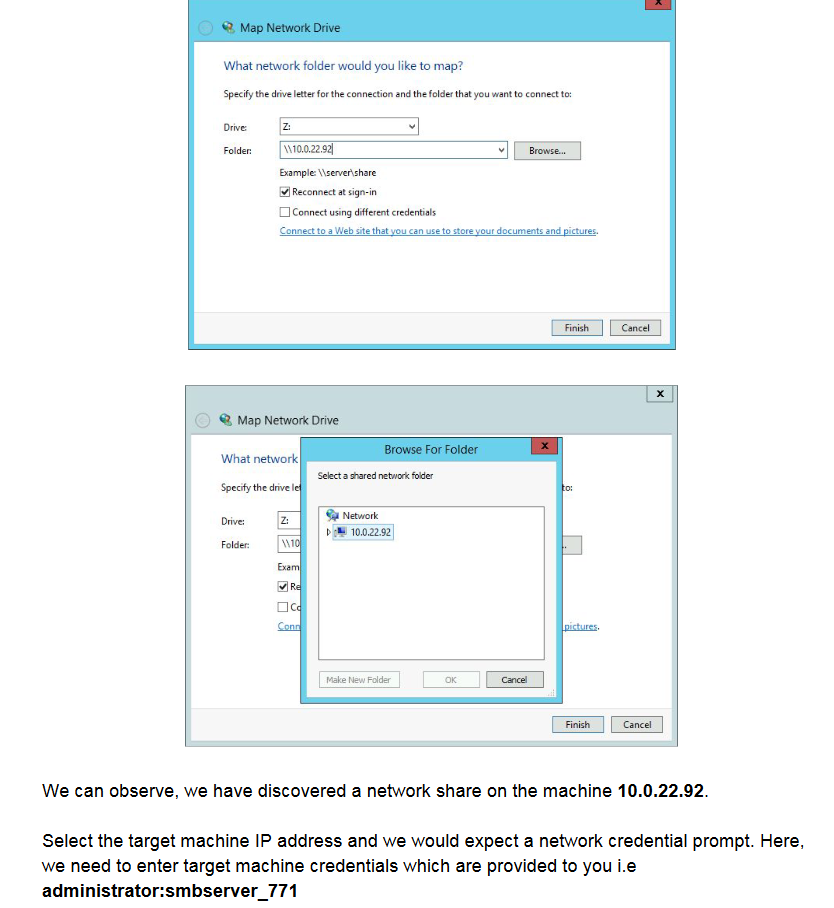 x
Map Network Drive
What network folder would you like to map?
Specify the drive letter for the connection and the folder that you want to connect to:
Drive: Z:
Folder: \\10.0.22.92 Browse...
Example: \\server\share
Reconnect at sign-in
Connect using different credentials
Connect to a Web site that you can use to store your documents and pictures.
Finish Cancel
x
Map Network Drive
Browse For Folder x
What network
Select a shared network folder
Specify the drive let to:
Network
Drive: Z:
10.0.22.92
Folder: \\10 ..
Exam
Re
Co
Conn pictures.
Make New Folder OK Cancel
Finish Cancel
We can observe, we have discovered a network share on the machine 10.0.22.92.
Select the target machine IP address and we would expect a network credential prompt. Here,
we need to enter target machine credentials which are provided to you i.e
administrator:smbserver_771